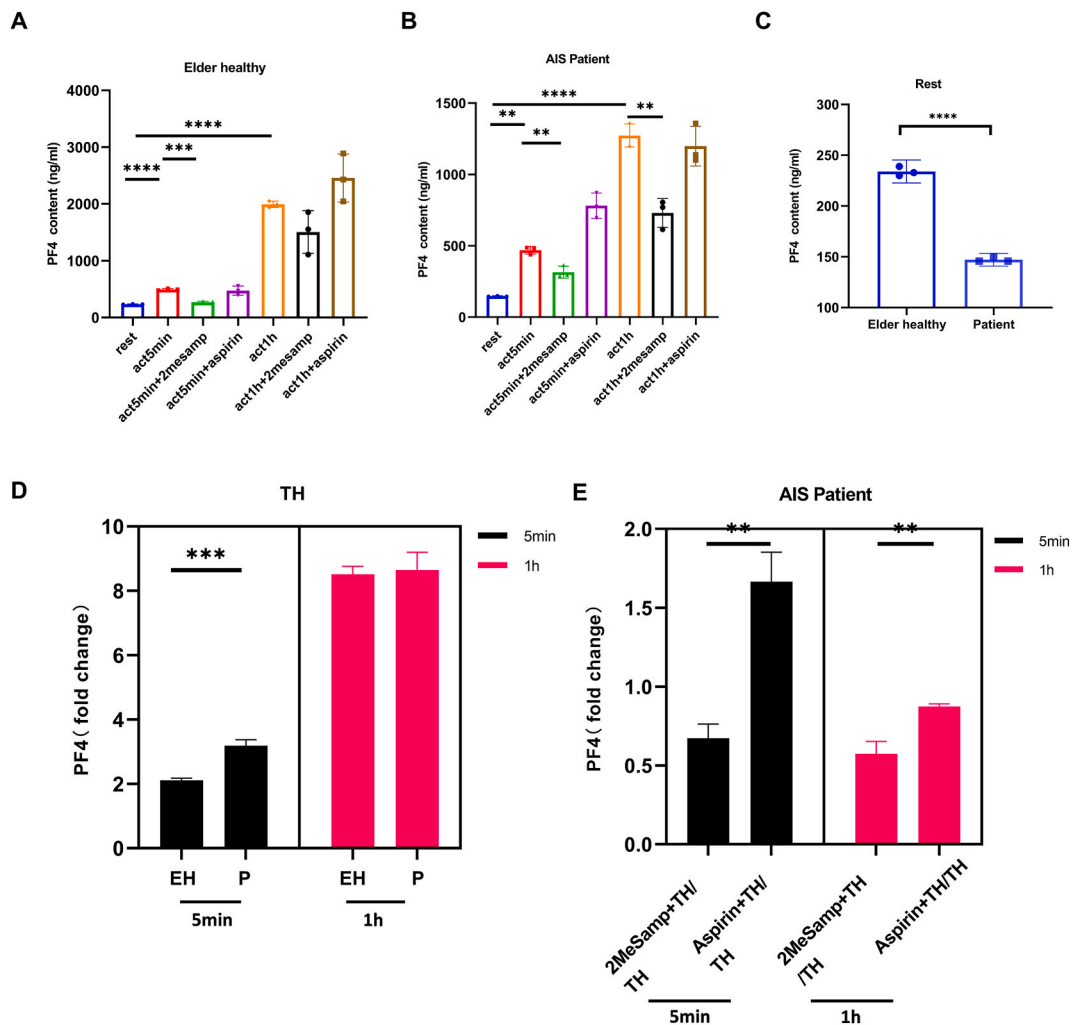 A
Elder healthy
PF4 content (ng/ml)
4000
3000
2000
1000
0
****
***
****
rest
act5min
act5min+2mesamp
act5min+aspirin
act1h
act1h+2mesamp
act1h+aspirin
B
AIS Patient
PF4 content (ng/ml)
1500
1000
500
0
****
**
**
**
rest
act5min
act5min+2mesamp
act5min+aspirin
act1h
act1h+2mesamp
act1h+aspirin
C
Rest
PF4 content (ng/ml)
300
250
200
150
100
****
Elder healthy
Patient
D
TH
PF4( fold change)
10
8
6
4
2
0
***
5min
1h
EH
P
EH
P
5min
1h
E
AIS Patient
PF4( fold change)
2.0
1.5
1.0
0.5
0.0
**
**
5min
1h
2MeSamp+TH/
TH
Aspirin+TH/
TH
2MeSamp+TH
/TH
Aspirin+TH/TH
5min
1h